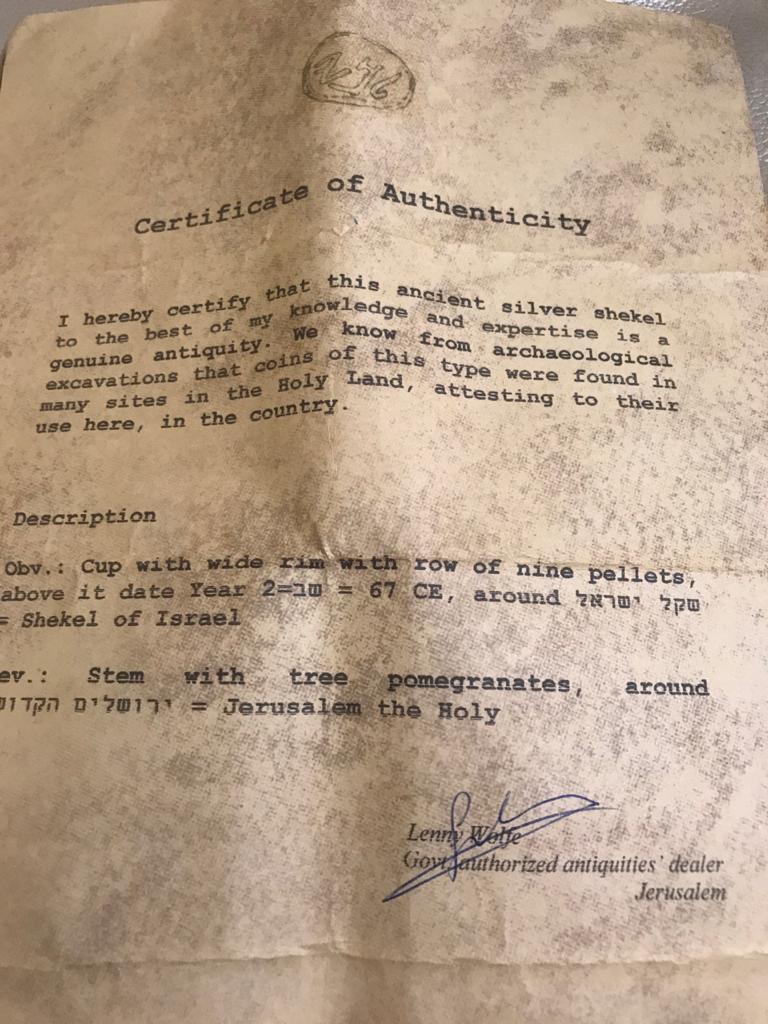 Certificate of Authenticity
I hereby certify that this ancient silver shekel
to the best of my knowledge and expertise is a
genuine antiquity. We know from archaeological
excavations that coins of this type were found in
many sites in the Holy Land, attesting to their
use here, in the country.
Description
Obv.: Cup with wide rim with row of nine pellets,
above it date Year 2=שב = 67 CE, around שקל ישראל
= Shekel of Israel
ev.: Stem with tree pomegranates, around
ירושלים הקדוש = Jerusalem the Holy
Lenny Wolfe
Govt. authorized antiquities' dealer
Jerusalem